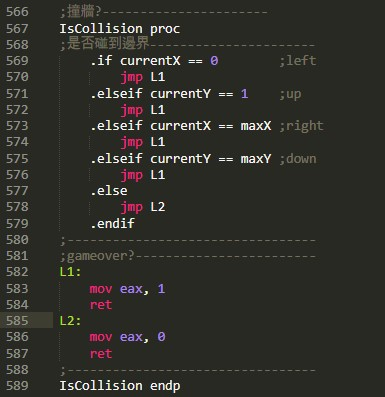 566 ;撞牆?----------------------
567 IsCollision proc
568 ;是否碰到邊界----------------------
569     .if currentX == 0        ;left
570         jmp L1
571     .elseif currentY == 1    ;up
572         jmp L1
573     .elseif currentX == maxX ;right
574         jmp L1
575     .elseif currentY == maxY ;down
576         jmp L1
577     .else
578         jmp L2
579     .endif
580 ;---------------------------------
581 ;gameover?------------------------
582 L1:
583     mov eax, 1
584     ret
585 L2:
586     mov eax, 0
587     ret
588 ;---------------------------------
589 IsCollision endp